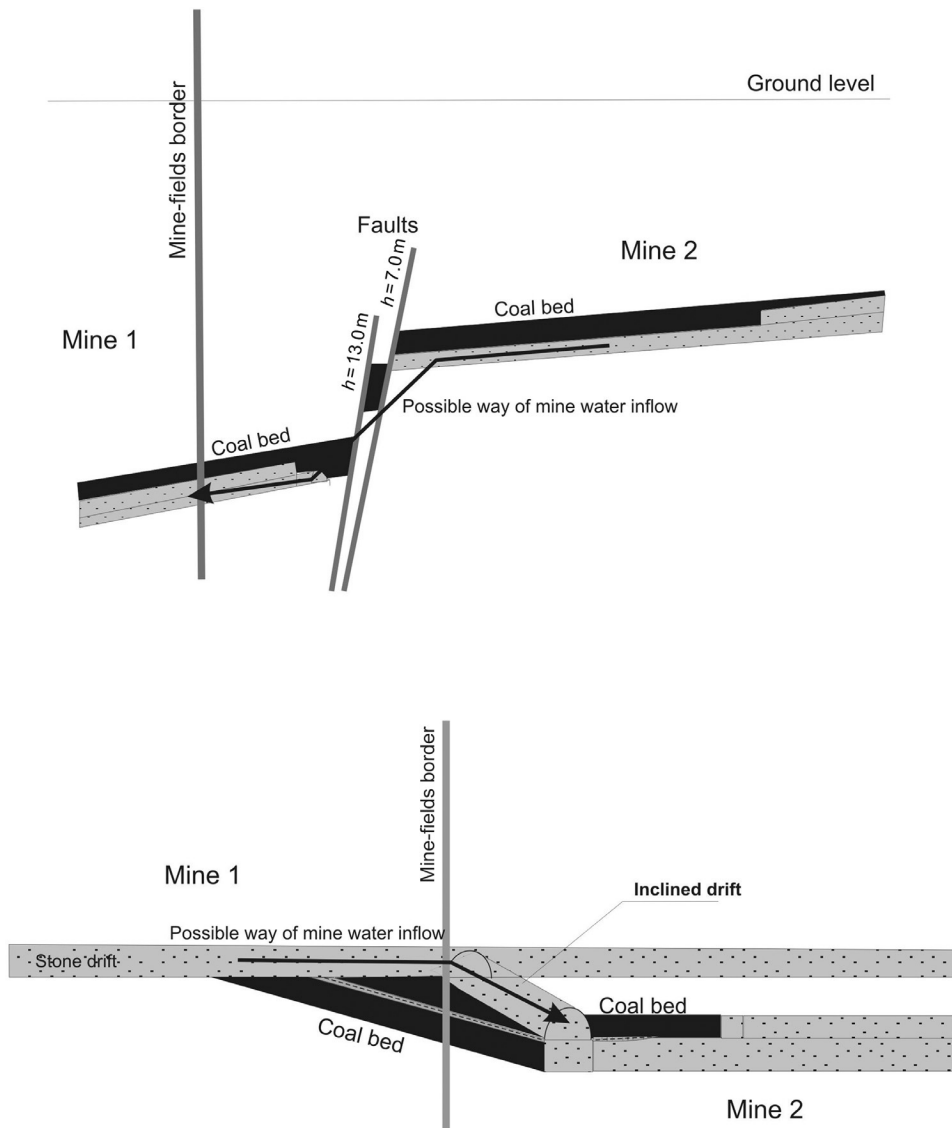 Ground level
Mine-fields border
Faults
h = 7.0 m
Mine 2
h = 13.0 m
Coal bed
Mine 1
Possible way of mine water inflow
Coal bed
Mine-fields border
Mine 1
Inclined drift
Possible way of mine water inflow
Stone drift
Coal bed
Coal bed
Mine 2